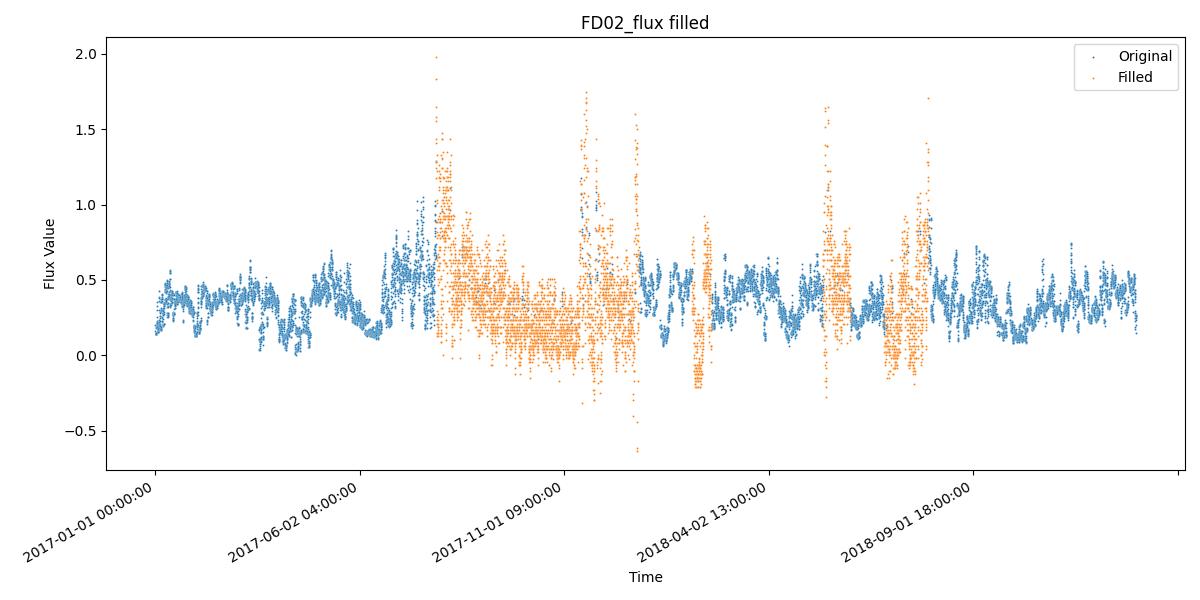 FD02_flux filled
Original
Filled
Flux Value
2.0
1.5
1.0
0.5
0.0
−0.5
2017-01-01 00:00:00
2017-06-02 04:00:00
2017-11-01 09:00:00
2018-04-02 13:00:00
2018-09-01 18:00:00
Time